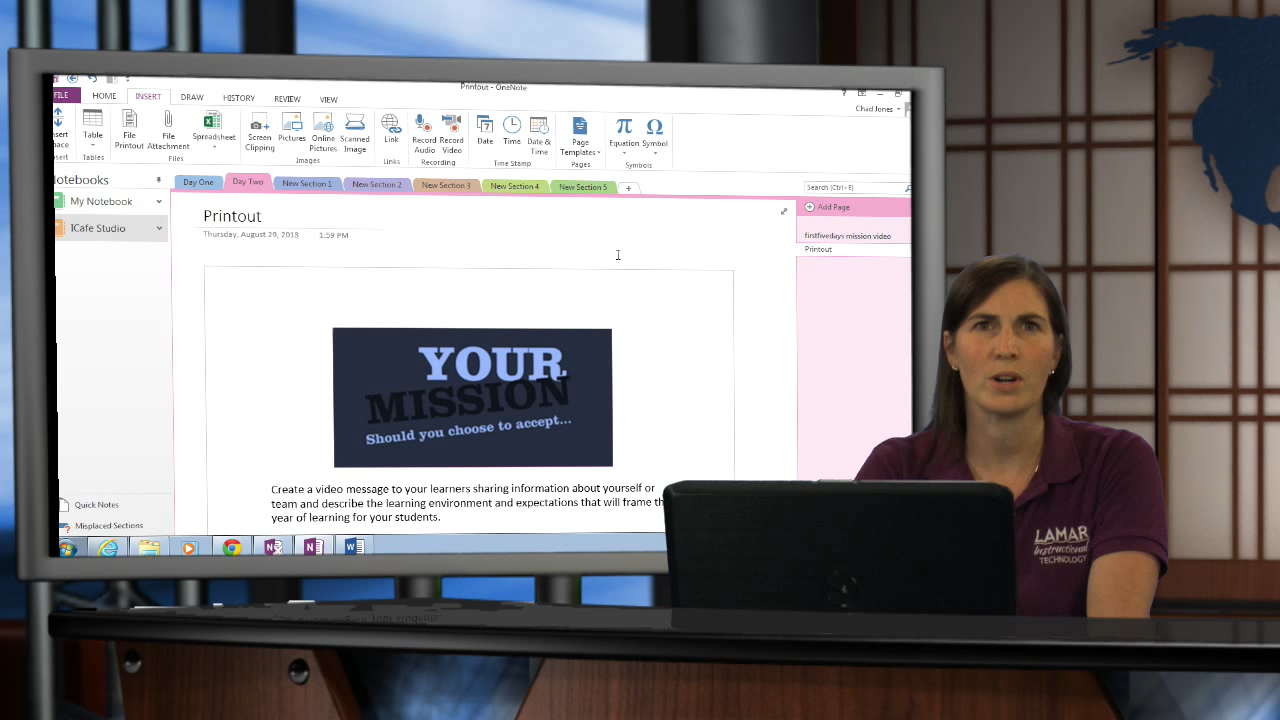 Printout - OneNote
FILE HOME INSERT DRAW HISTORY REVIEW VIEW
Chad Jones
Table
File Printout
File Attachment
Spreadsheet
Screen Clipping
Pictures
Online Pictures
Scanned Image
Link
Record Audio
Record Video
Date
Time
Date & Time
Page Templates
Equation
Symbol
Tables Files Images Links Recording Time Stamp Pages Symbols
Notebooks
Day One Day Two New Section 1 New Section 2 New Section 3 New Section 4 New Section 5 +
Search (Ctrl+E)
My Notebook
ICafe Studio
Add Page
firstfivedays mission video
Printout
Printout
Thursday, August 29, 2013 1:59 PM
YOUR
MISSION
Should you choose to accept...
Create a video message to your learners sharing information about yourself or
team and describe the learning environment and expectations that will frame
year of learning for your students.
Quick Notes
Misplaced Sections
LAMAR
Instructional
TECHNOLOGY